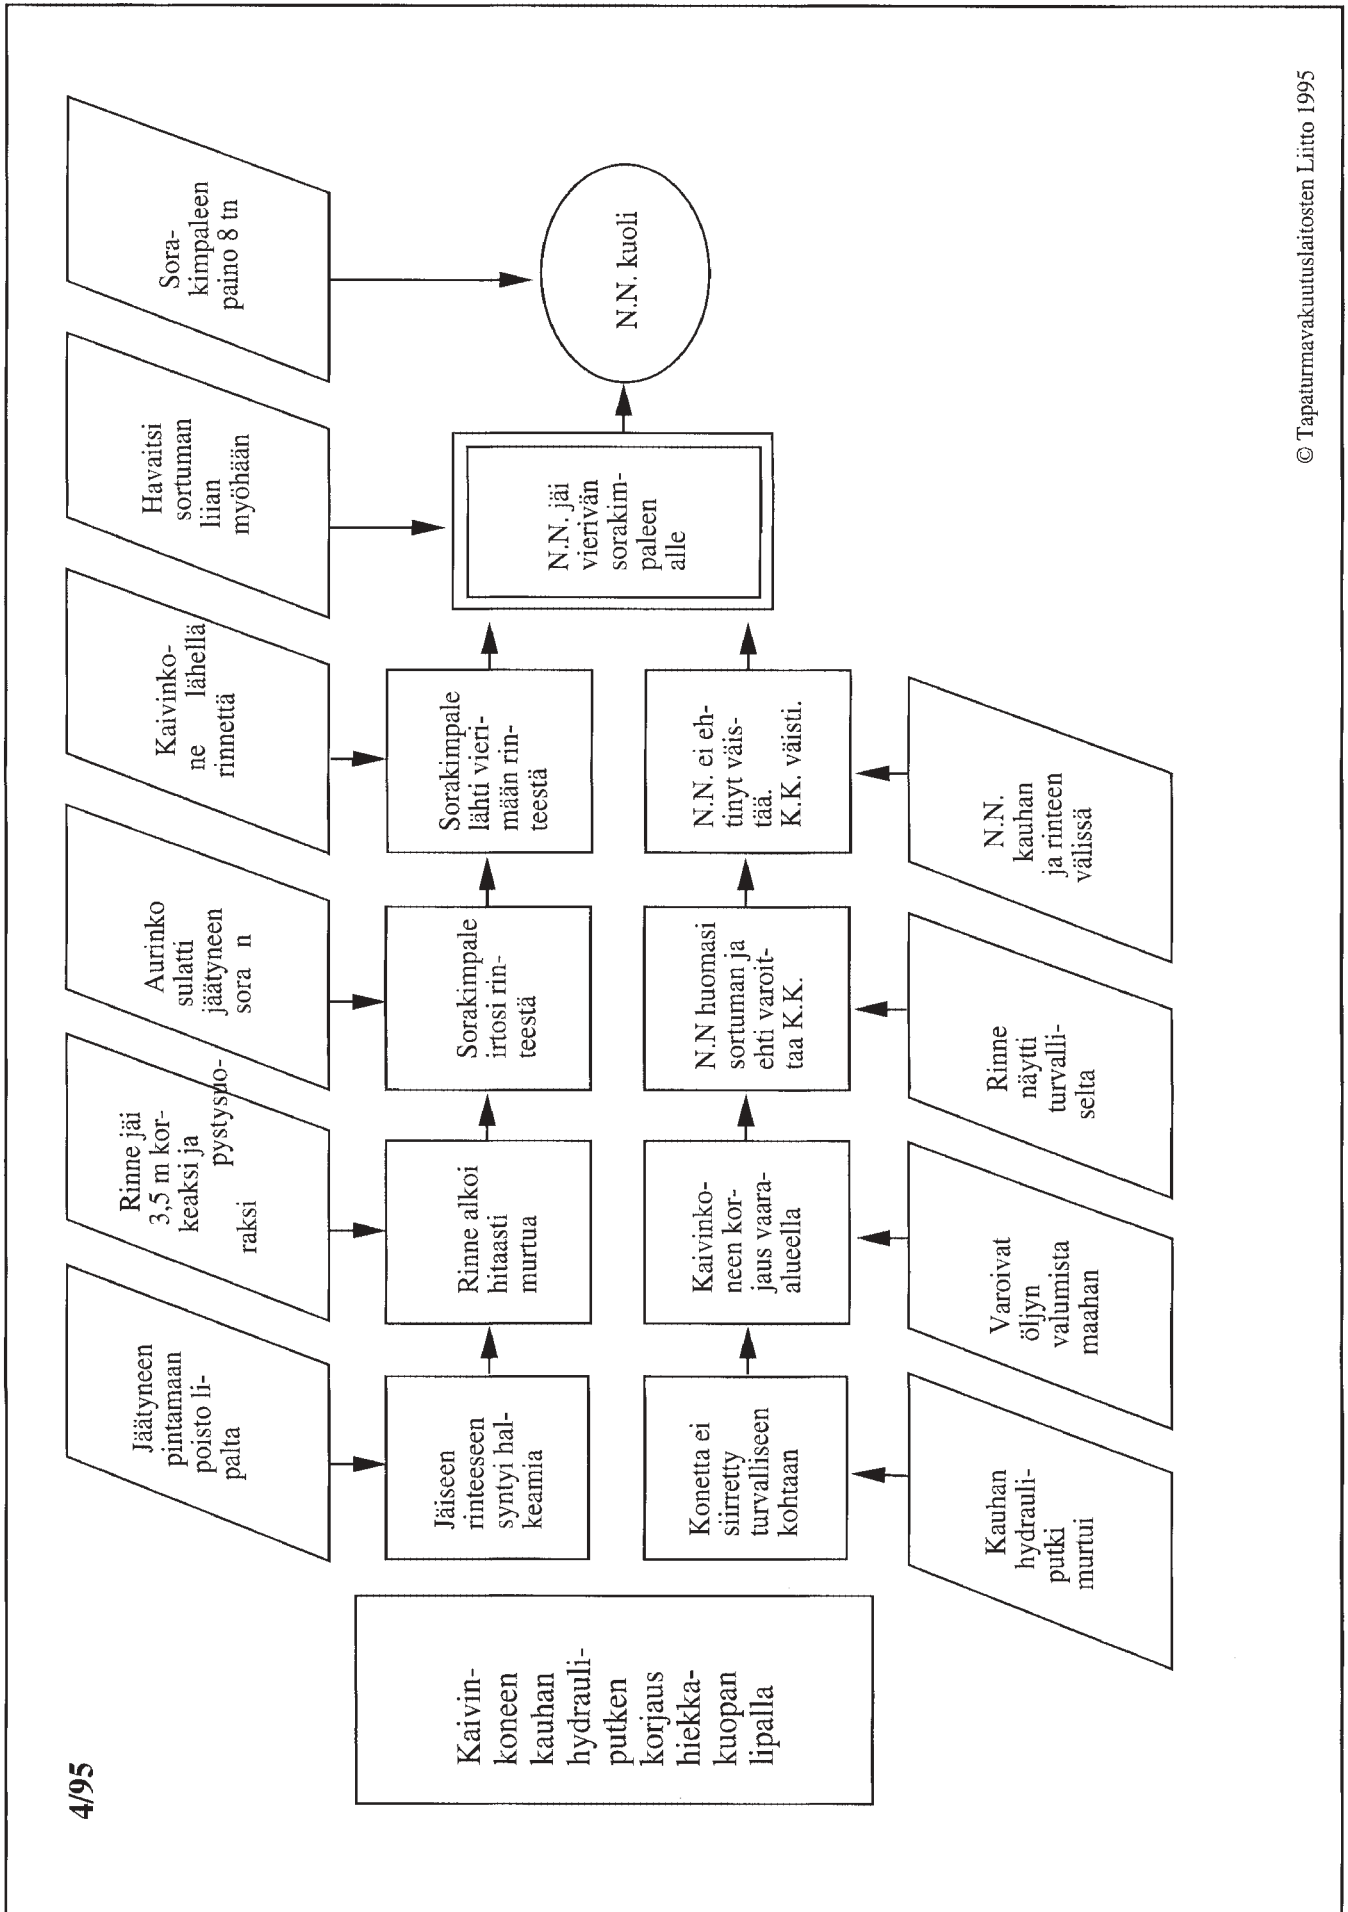 4/95
Jäätyneen
pintamaan
poisto li-
palta
Rinne jäi
3,5 m kor-
keaksi ja
pystysuo-
raksi
Aurinko
sulatti
jäätyneen
sora n
Kaivinko-
ne lähellä
rinnettä
Havaitsi
sortuman
liian
myöhään
Sora-
kimpaleen
paino 8 tn
Kaivin-
koneen
kauhan
hydrauli-
putken
korjaus
hiekka-
kuopan
lipalla
Jäiseen
rinteeseen
syntyi hal-
keamia
Rinne alkoi
hitaasti
murtua
Sorakimpale
irtosi rin-
teestä
Sorakimpale
lähti vieri-
mään rin-
teestä
N.N. jäi
vierivän
sorakim-
paleen
alle
N.N. kuoli
Konetta ei
siirretty
turvalliseen
kohtaan
Kaivinko-
neen kor-
jaus vaara-
alueella
N.N huomasi
sortuman ja
ehti varoit-
taa K.K.
N.N. ei eh-
tinyt väis-
tää.
K.K. väisti.
Kauhan
hydrauli-
putki
murtui
Varoivat
öljyn
valumista
maahan
Rinne
näytti
turvalli-
selta
N.N.
kauhan
ja rinteen
välissä
© Tapaturmavakuutuslaitosten Liitto 1995